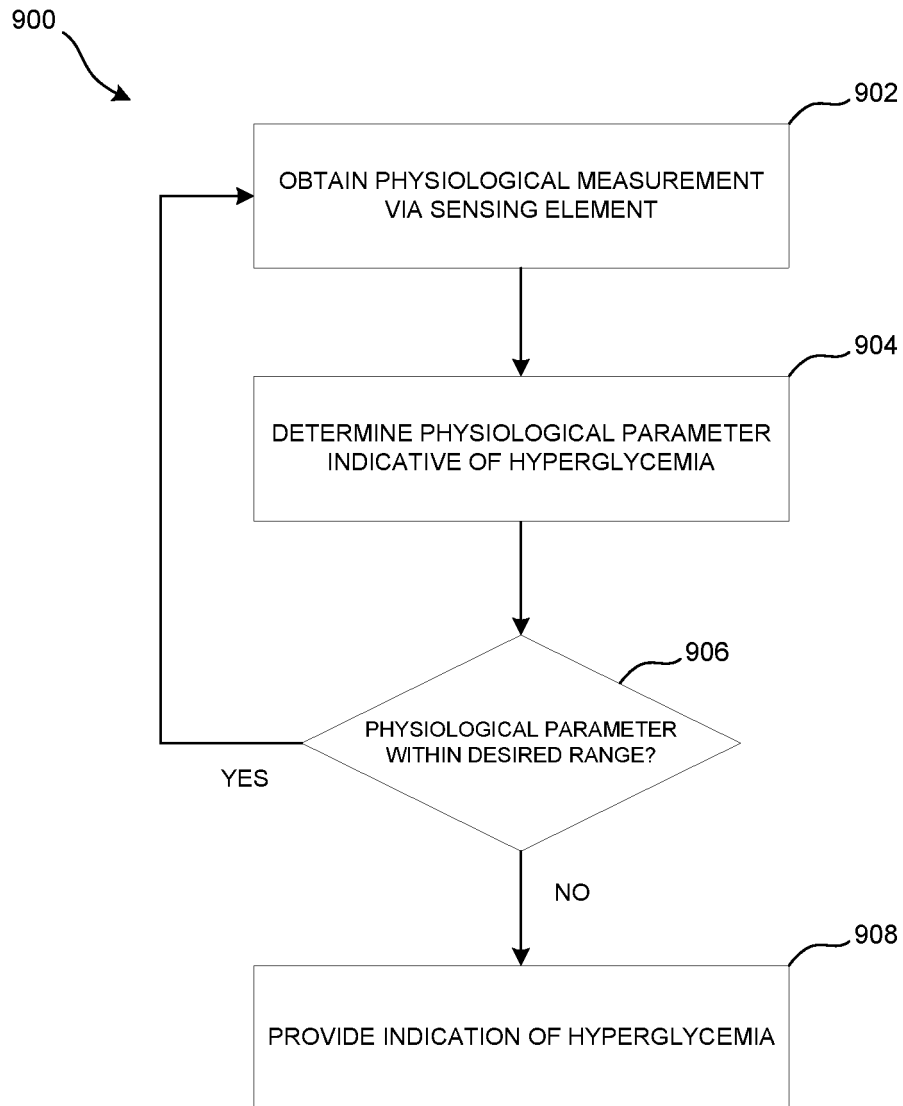 900
902
OBTAIN PHYSIOLOGICAL MEASUREMENT
VIA SENSING ELEMENT
904
DETERMINE PHYSIOLOGICAL PARAMETER
INDICATIVE OF HYPERGLYCEMIA
906
PHYSIOLOGICAL PARAMETER
WITHIN DESIRED RANGE?
YES
NO
908
PROVIDE INDICATION OF HYPERGLYCEMIA